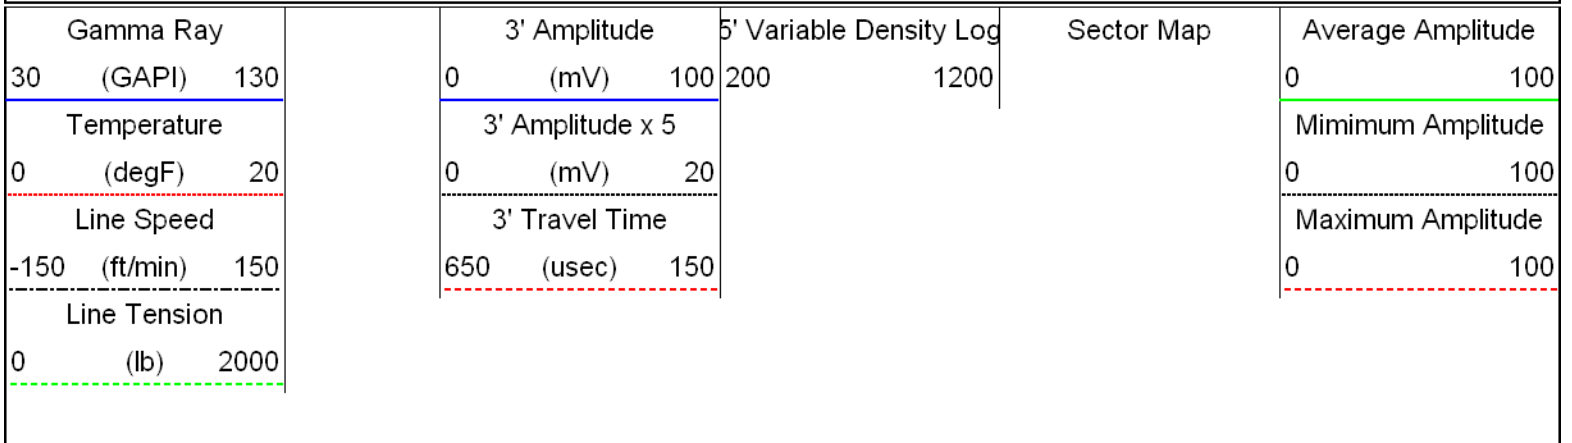 Gamma Ray
30 (GAPI) 130
Temperature
0 (degF) 20
Line Speed
-150 (ft/min) 150
Line Tension
0 (lb) 2000
3' Amplitude
0 (mV) 100
3' Amplitude x 5
0 (mV) 20
3' Travel Time
650 (usec) 150
5' Variable Density Log
200 1200
Sector Map
Average Amplitude
0 100
Mimimum Amplitude
0 100
Maximum Amplitude
0 100